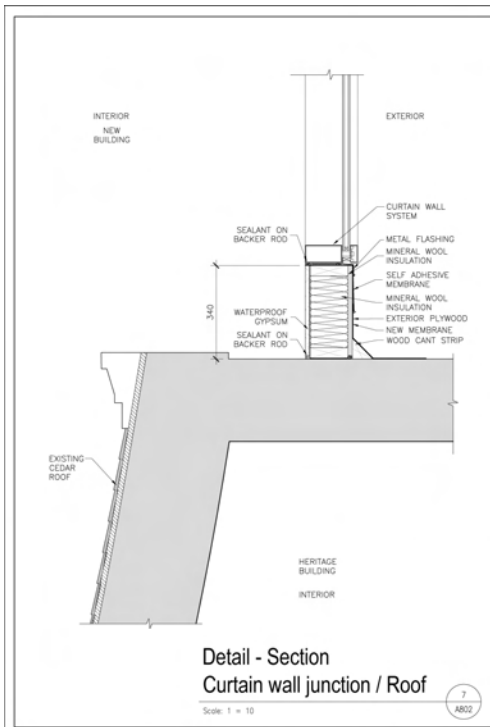 INTERIOR
NEW
BUILDING
EXTERIOR
CURTAIN WALL
SYSTEM
SEALANT ON
BACKER ROD
METAL FLASHING
MINERAL WOOL
INSULATION
SELF ADHESIVE
MEMBRANE
MINERAL WOOL
INSULATION
340
WATERPROOF
GYPSUM
EXTERIOR PLYWOOD
NEW MEMBRANE
SEALANT ON
BACKER ROD
WOOD CANT STRIP
EXISTING
CEDAR
ROOF
HERITAGE
BUILDING
INTERIOR
Detail - Section
Curtain wall junction / Roof
Scale: 1 = 10
7
A802